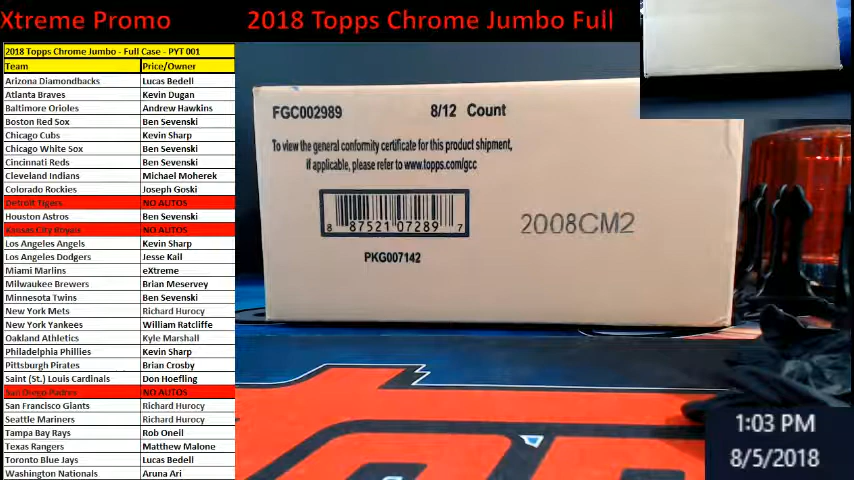 Xtreme Promo
2018 Topps Chrome Jumbo Full
2018 Topps Chrome Jumbo - Full Case - PYT 001
Team Price/Owner
Arizona Diamondbacks Lucas Bedell
Atlanta Braves Kevin Dugan
Baltimore Orioles Andrew Hawkins
Boston Red Sox Ben Sevenski
Chicago Cubs Kevin Sharp
Chicago White Sox Ben Sevenski
Cincinnati Reds Ben Sevenski
Cleveland Indians Michael Moherek
Colorado Rockies Joseph Goski
Detroit Tigers NO AUTOS
Houston Astros Ben Sevenski
Kansas City Royals NO AUTOS
Los Angeles Angels Kevin Sharp
Los Angeles Dodgers Jesse Kail
Miami Marlins eXtreme
Milwaukee Brewers Brian Meservey
Minnesota Twins Ben Sevenski
New York Mets Richard Hurocy
New York Yankees William Ratcliffe
Oakland Athletics Kyle Marshall
Philadelphia Phillies Kevin Sharp
Pittsburgh Pirates Brian Crosby
Saint (St.) Louis Cardinals Don Hoefling
San Diego Padres NO AUTOS
San Francisco Giants Richard Hurocy
Seattle Mariners Richard Hurocy
Tampa Bay Rays Rob Oneil
Texas Rangers Matthew Malone
Toronto Blue Jays Lucas Bedell
Washington Nationals Aruna Ari
FGC002989 8/12 Count
To view the general conformity certificate for this product shipment,
if applicable, please refer to www.topps.com/gcc
8 87521 07289 7
2008CM2
PKG007142
1:03 PM
8/5/2018